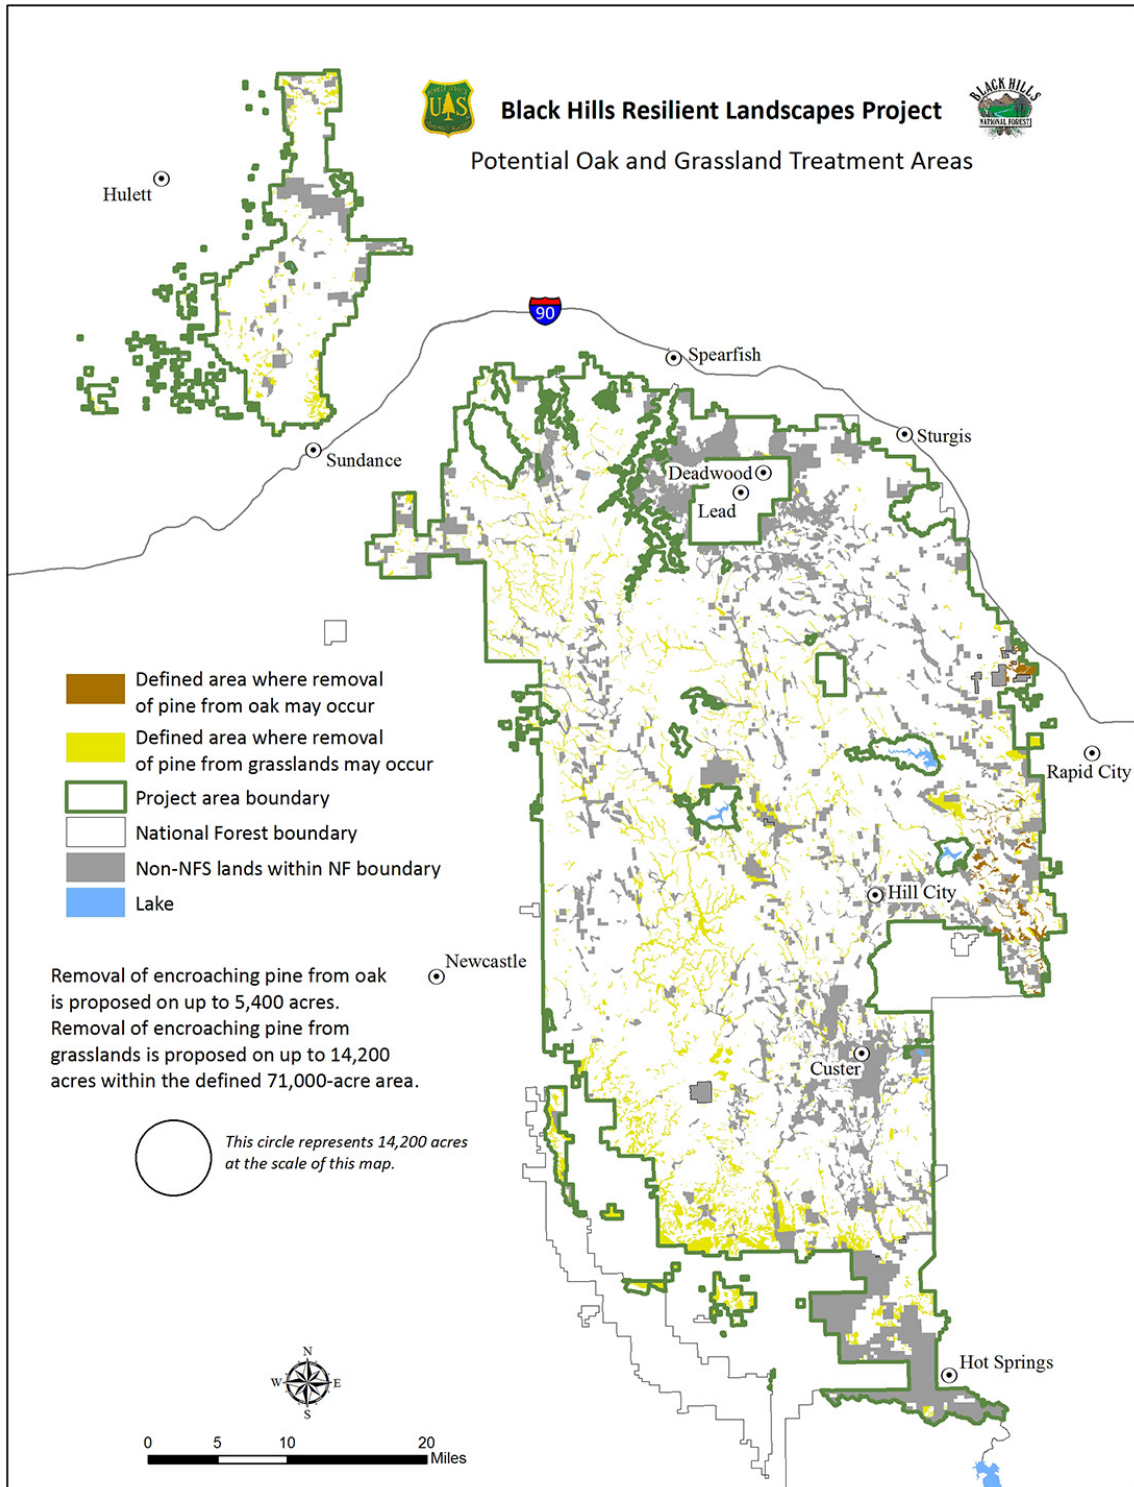 Black Hills Resilient Landscapes Project
Potential Oak and Grassland Treatment Areas
U S
BLACK HILLS
NATIONAL FOREST
Hulett
90
Spearfish
Sturgis
Sundance
Deadwood
Lead
Defined area where removal
of pine from oak may occur
Defined area where removal
of pine from grasslands may occur
Project area boundary
National Forest boundary
Non-NFS lands within NF boundary
Lake
Rapid City
Hill City
Newcastle
Removal of encroaching pine from oak
is proposed on up to 5,400 acres.
Removal of encroaching pine from
grasslands is proposed on up to 14,200
acres within the defined 71,000-acre area.
Custer
This circle represents 14,200 acres
at the scale of this map.
N
W E
S
Hot Springs
0 5 10 20
Miles